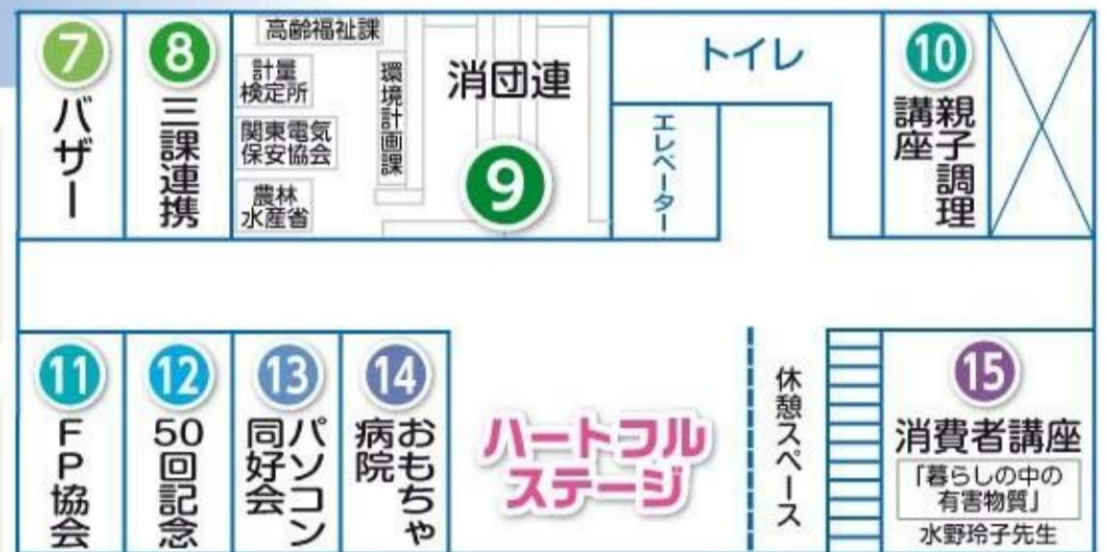 7
バザー
8
三課連携
高齢福祉課
計量
検定所
関東電気
保安協会
農林
水産省
環境計画課
消団連
9
トイレ
エレベーター
10
親子調理
講座
11
FP協会
12
50回記念
13
パソコン
同好会
14
おもちゃ
病院
ハートフル
ステージ
休憩スペース
15
消費者講座
「暮らしの中の
有害物質」
水野玲子先生